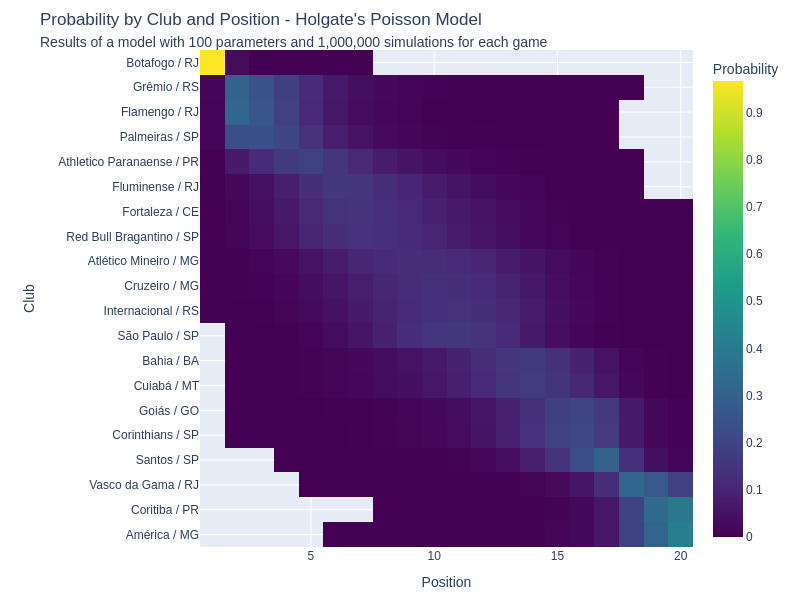 Probability by Club and Position - Holgate's Poisson Model
Results of a model with 100 parameters and 1,000,000 simulations for each game
Probability
Botafogo / RJ
Grêmio / RS
Flamengo / RJ
Palmeiras / SP
Athletico Paranaense / PR
Fluminense / RJ
Fortaleza / CE
Red Bull Bragantino / SP
Atlético Mineiro / MG
Cruzeiro / MG
Internacional / RS
São Paulo / SP
Bahia / BA
Cuiabá / MT
Goiás / GO
Corinthians / SP
Santos / SP
Vasco da Gama / RJ
Coritiba / PR
América / MG
Club
5
10
15
20
Position
0.9
0.8
0.7
0.6
0.5
0.4
0.3
0.2
0.1
0